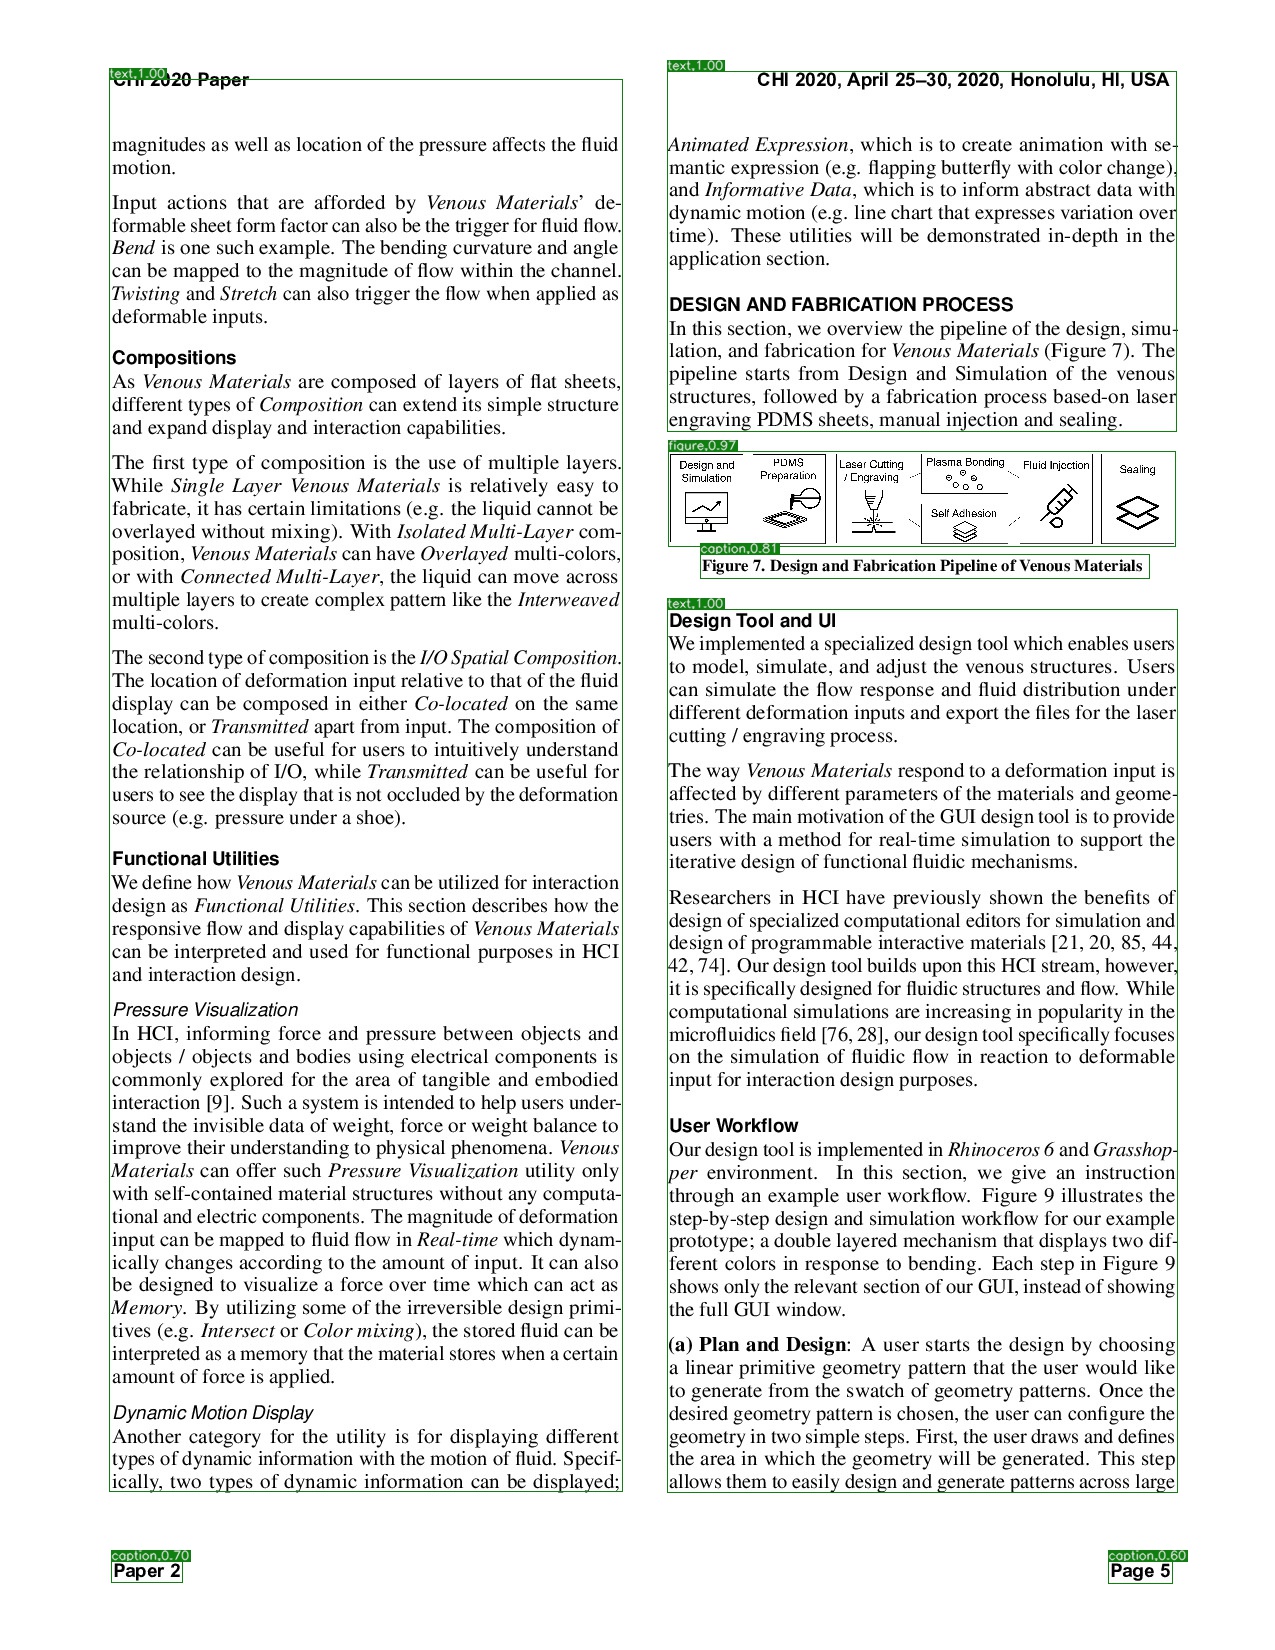 text,1.00
CHI 2020 Paper
magnitudes as well as location of the pressure affects the fluid
motion.
Input actions that are afforded by Venous Materials’ de-
formable sheet form factor can also be the trigger for fluid flow.
Bend is one such example. The bending curvature and angle
can be mapped to the magnitude of flow within the channel.
Twisting and Stretch can also trigger the flow when applied as
deformable inputs.
Compositions
As Venous Materials are composed of layers of flat sheets,
different types of Composition can extend its simple structure
and expand display and interaction capabilities.
The first type of composition is the use of multiple layers.
While Single Layer Venous Materials is relatively easy to
fabricate, it has certain limitations (e.g. the liquid cannot be
overlayed without mixing). With Isolated Multi-Layer com-
position, Venous Materials can have Overlayed multi-colors,
or with Connected Multi-Layer, the liquid can move across
multiple layers to create complex pattern like the Interweaved
multi-colors.
The second type of composition is the I/O Spatial Composition.
The location of deformation input relative to that of the fluid
display can be composed in either Co-located on the same
location, or Transmitted apart from input. The composition of
Co-located can be useful for users to intuitively understand
the relationship of I/O, while Transmitted can be useful for
users to see the display that is not occluded by the deformation
source (e.g. pressure under a shoe).
Functional Utilities
We define how Venous Materials can be utilized for interaction
design as Functional Utilities. This section describes how the
responsive flow and display capabilities of Venous Materials
can be interpreted and used for functional purposes in HCI
and interaction design.
Pressure Visualization
In HCI, informing force and pressure between objects and
objects / objects and bodies using electrical components is
commonly explored for the area of tangible and embodied
interaction [9]. Such a system is intended to help users under-
stand the invisible data of weight, force or weight balance to
improve their understanding to physical phenomena. Venous
Materials can offer such Pressure Visualization utility only
with self-contained material structures without any computa-
tional and electric components. The magnitude of deformation
input can be mapped to fluid flow in Real-time which dynam-
ically changes according to the amount of input. It can also
be designed to visualize a force over time which can act as
Memory. By utilizing some of the irreversible design primi-
tives (e.g. Intersect or Color mixing), the stored fluid can be
interpreted as a memory that the material stores when a certain
amount of force is applied.
Dynamic Motion Display
Another category for the utility is for displaying different
types of dynamic information with the motion of fluid. Specif-
ically, two types of dynamic information can be displayed;
text,1.00
CHI 2020, April 25–30, 2020, Honolulu, HI, USA
Animated Expression, which is to create animation with se-
mantic expression (e.g. flapping butterfly with color change),
and Informative Data, which is to inform abstract data with
dynamic motion (e.g. line chart that expresses variation over
time). These utilities will be demonstrated in-depth in the
application section.
DESIGN AND FABRICATION PROCESS
In this section, we overview the pipeline of the design, simu-
lation, and fabrication for Venous Materials (Figure 7). The
pipeline starts from Design and Simulation of the venous
structures, followed by a fabrication process based-on laser
engraving PDMS sheets, manual injection and sealing.
figure,0.97
Design and
Simulation
PDMS
Preparation
Laser Cutting
/ Engraving
Plasma Bonding
Self Adhesion
Fluid Injection
Sealing
caption,0.81
Figure 7. Design and Fabrication Pipeline of Venous Materials
text,1.00
Design Tool and UI
We implemented a specialized design tool which enables users
to model, simulate, and adjust the venous structures. Users
can simulate the flow response and fluid distribution under
different deformation inputs and export the files for the laser
cutting / engraving process.
The way Venous Materials respond to a deformation input is
affected by different parameters of the materials and geome-
tries. The main motivation of the GUI design tool is to provide
users with a method for real-time simulation to support the
iterative design of functional fluidic mechanisms.
Researchers in HCI have previously shown the benefits of
design of specialized computational editors for simulation and
design of programmable interactive materials [21, 20, 85, 44,
42, 74]. Our design tool builds upon this HCI stream, however,
it is specifically designed for fluidic structures and flow. While
computational simulations are increasing in popularity in the
microfluidics field [76, 28], our design tool specifically focuses
on the simulation of fluidic flow in reaction to deformable
input for interaction design purposes.
User Workflow
Our design tool is implemented in Rhinoceros 6 and Grasshop-
per environment. In this section, we give an instruction
through an example user workflow. Figure 9 illustrates the
step-by-step design and simulation workflow for our example
prototype; a double layered mechanism that displays two dif-
ferent colors in response to bending. Each step in Figure 9
shows only the relevant section of our GUI, instead of showing
the full GUI window.
(a) Plan and Design: A user starts the design by choosing
a linear primitive geometry pattern that the user would like
to generate from the swatch of geometry patterns. Once the
desired geometry pattern is chosen, the user can configure the
geometry in two simple steps. First, the user draws and defines
the area in which the geometry will be generated. This step
allows them to easily design and generate patterns across large
caption,0.70
Paper 2
caption,0.60
Page 5